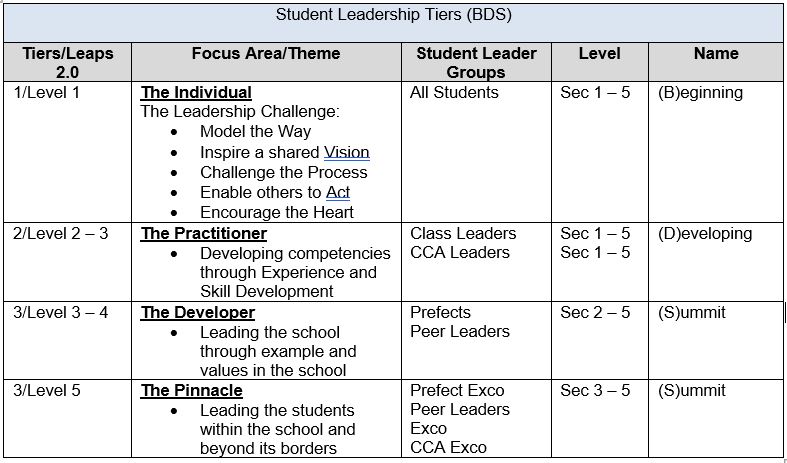 Student Leadership Tiers (BDS)
Tiers/Leaps 2.0
Focus Area/Theme
Student Leader Groups
Level
Name
1/Level 1
The Individual
The Leadership Challenge:
• Model the Way
• Inspire a shared Vision
• Challenge the Process
• Enable others to Act
• Encourage the Heart
All Students
Sec 1 – 5
(B)eginning
2/Level 2 – 3
The Practitioner
• Developing competencies
through Experience and
Skill Development
Class Leaders
CCA Leaders
Sec 1 – 5
Sec 1 – 5
(D)eveloping
3/Level 3 – 4
The Developer
• Leading the school
through example and
values in the school
Prefects
Peer Leaders
Sec 2 – 5
(S)ummit
3/Level 5
The Pinnacle
• Leading the students
within the school and
beyond its borders
Prefect Exco
Peer Leaders
Exco
CCA Exco
Sec 3 – 5
(S)ummit